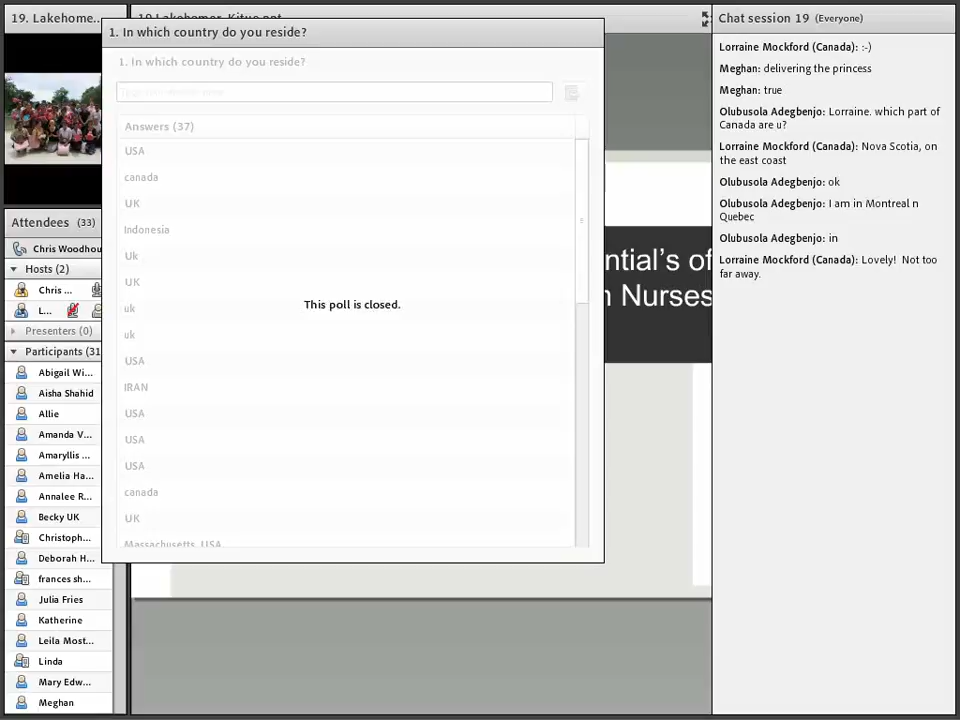 19. Lakehome...
19 Lakehomer_Kitue.ppt
1. In which country do you reside?
1. In which country do you reside?
Answers (37)
USA
canada
UK
Indonesia
Uk
UK
uk
uk
USA
IRAN
USA
USA
USA
canada
UK
Massachusetts, USA
This poll is closed.
ntial's of
n Nurses
Attendees (33)
Chris Woodhou
Hosts (2)
Chris ...
L...
Presenters (0)
Participants (31
Abigail Wi...
Aisha Shahid
Allie
Amanda V...
Amaryllis ...
Amelia Ha...
Annalee R...
Becky UK
Christoph...
Deborah H...
frances sh...
Julia Fries
Katherine
Leila Most...
Linda
Mary Edw...
Meghan
Chat session 19 (Everyone)
Lorraine Mockford (Canada): :-)
Meghan: delivering the princess
Meghan: true
Olubusola Adegbenjo: Lorraine. which part of
Canada are u?
Lorraine Mockford (Canada): Nova Scotia, on
the east coast
Olubusola Adegbenjo: ok
Olubusola Adegbenjo: I am in Montreal n
Quebec
Olubusola Adegbenjo: in
Lorraine Mockford (Canada): Lovely! Not too
far away.